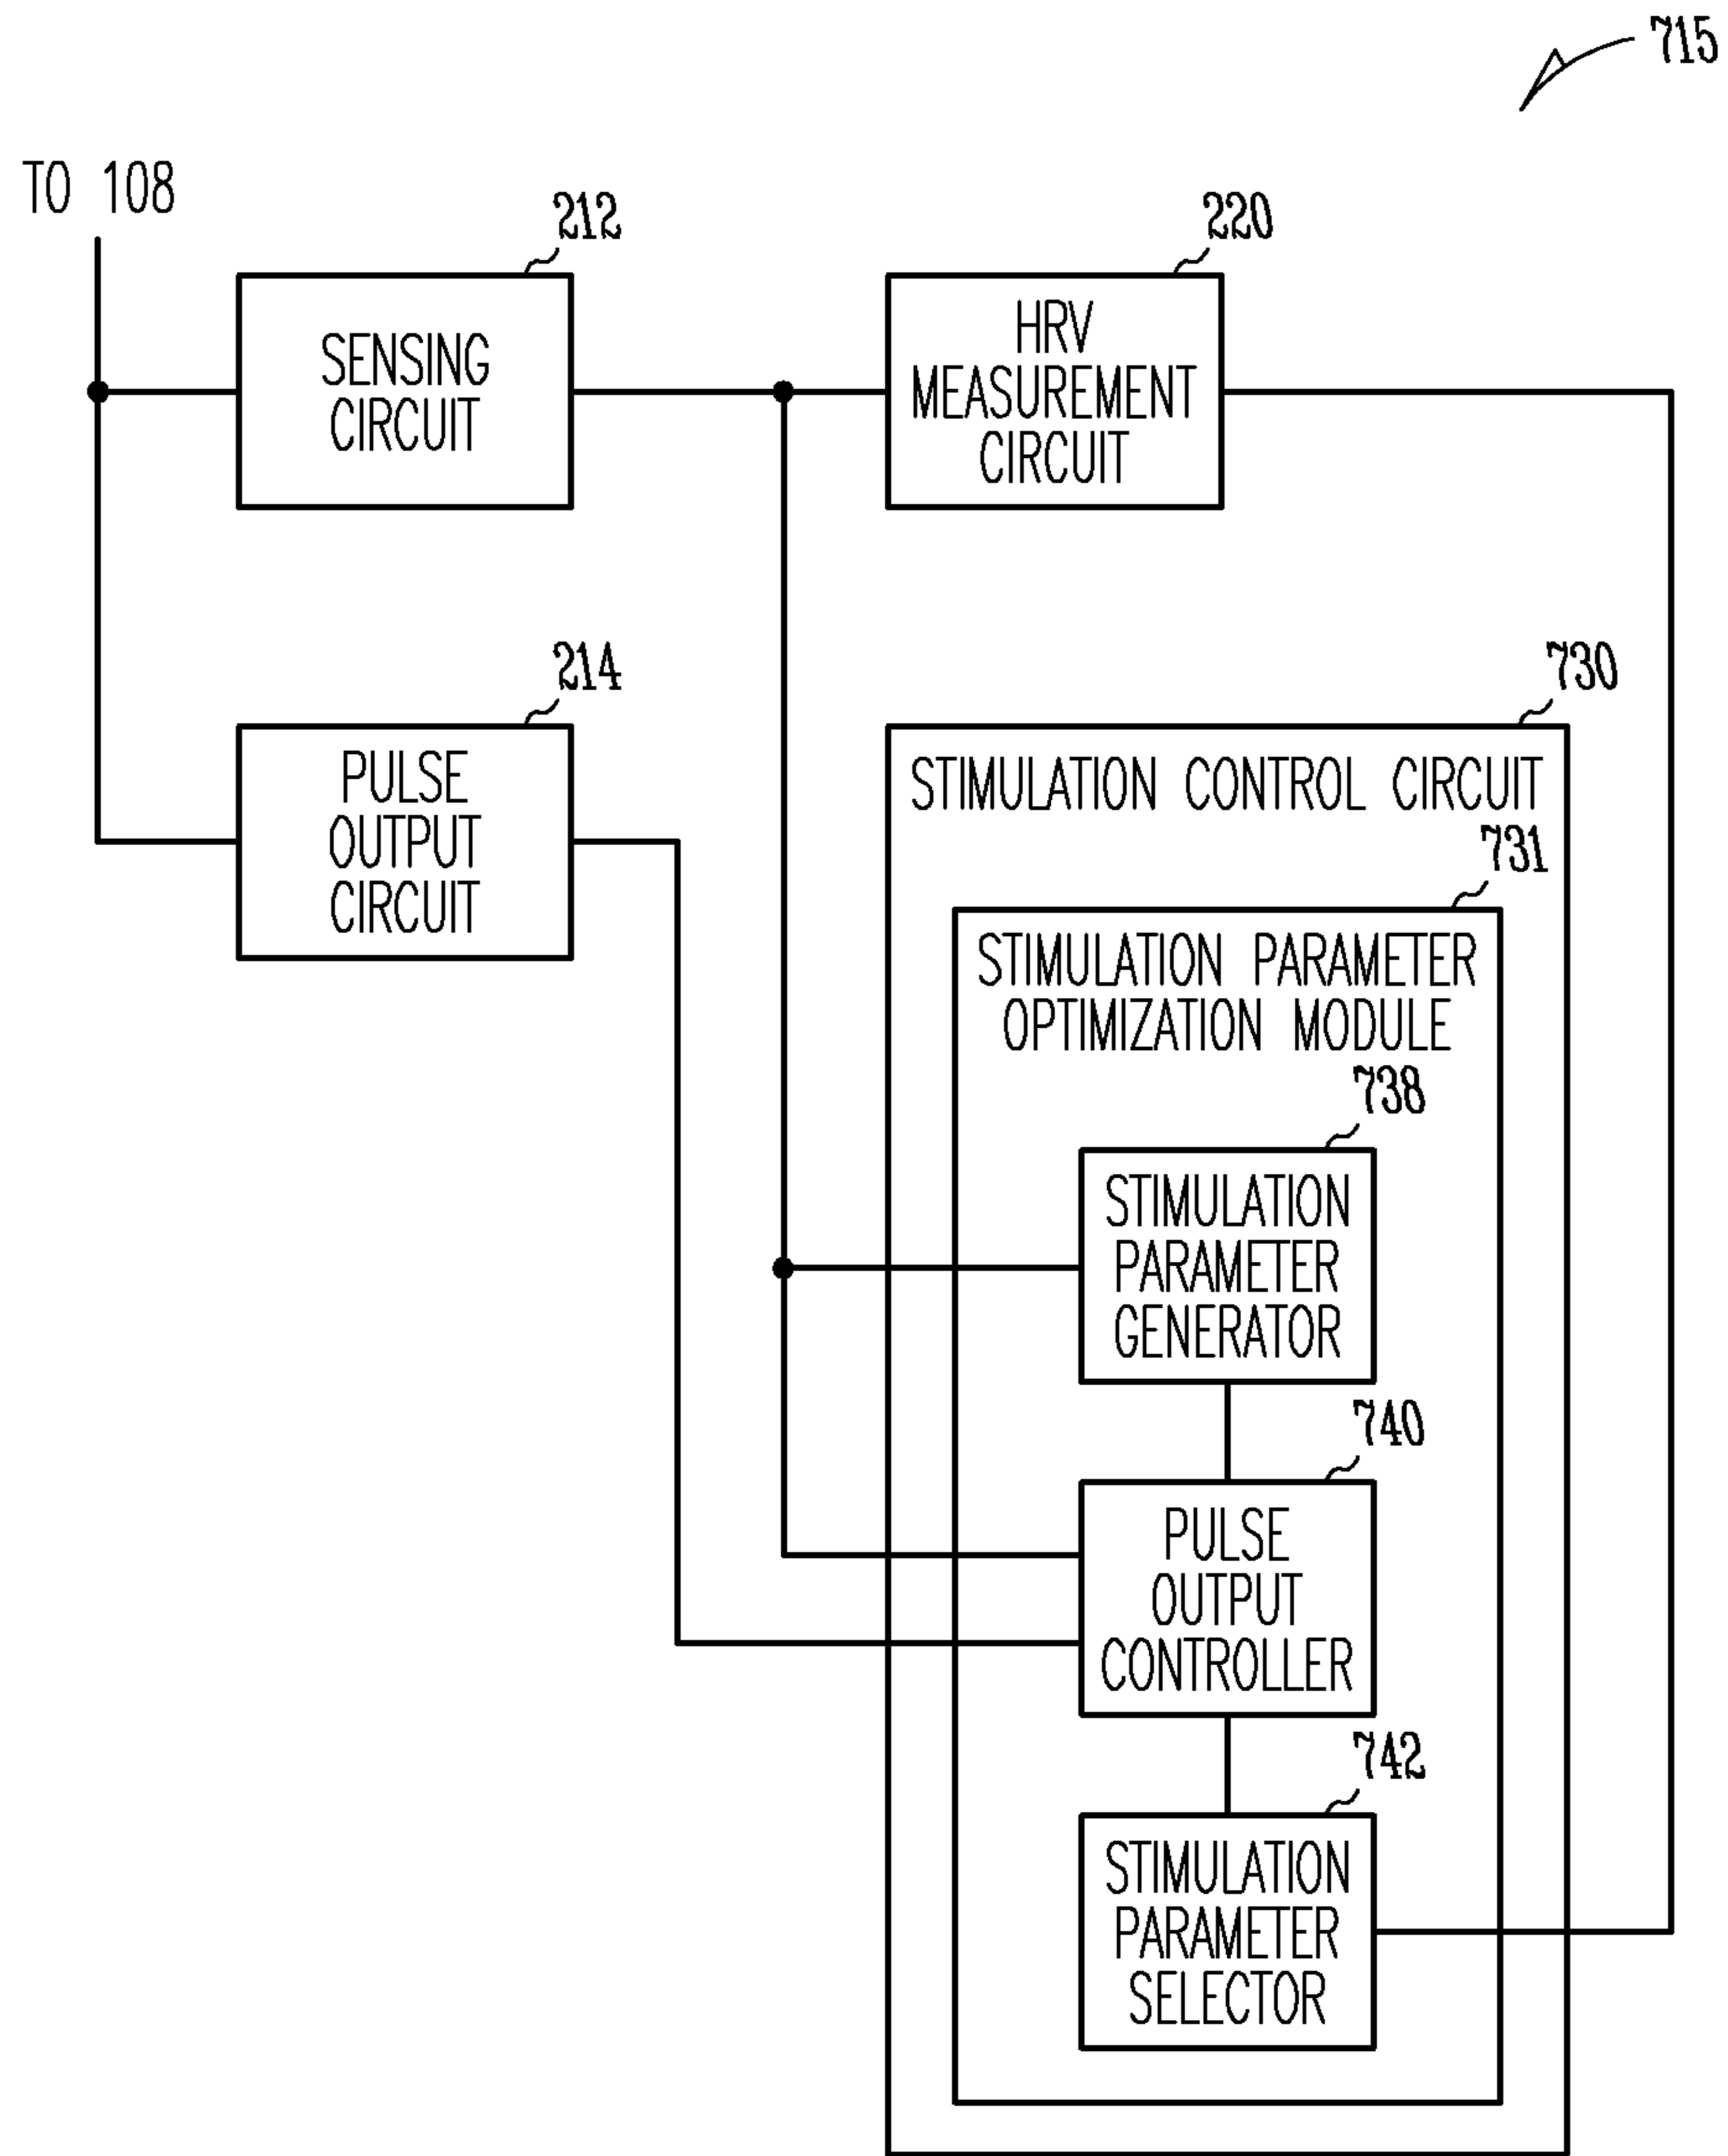 715
TO 108
212
SENSING
CIRCUIT
220
HRV
MEASUREMENT
CIRCUIT
214
PULSE
OUTPUT
CIRCUIT
730
STIMULATION CONTROL CIRCUIT
731
STIMULATION PARAMETER
OPTIMIZATION MODULE
738
STIMULATION
PARAMETER
GENERATOR
740
PULSE
OUTPUT
CONTROLLER
742
STIMULATION
PARAMETER
SELECTOR